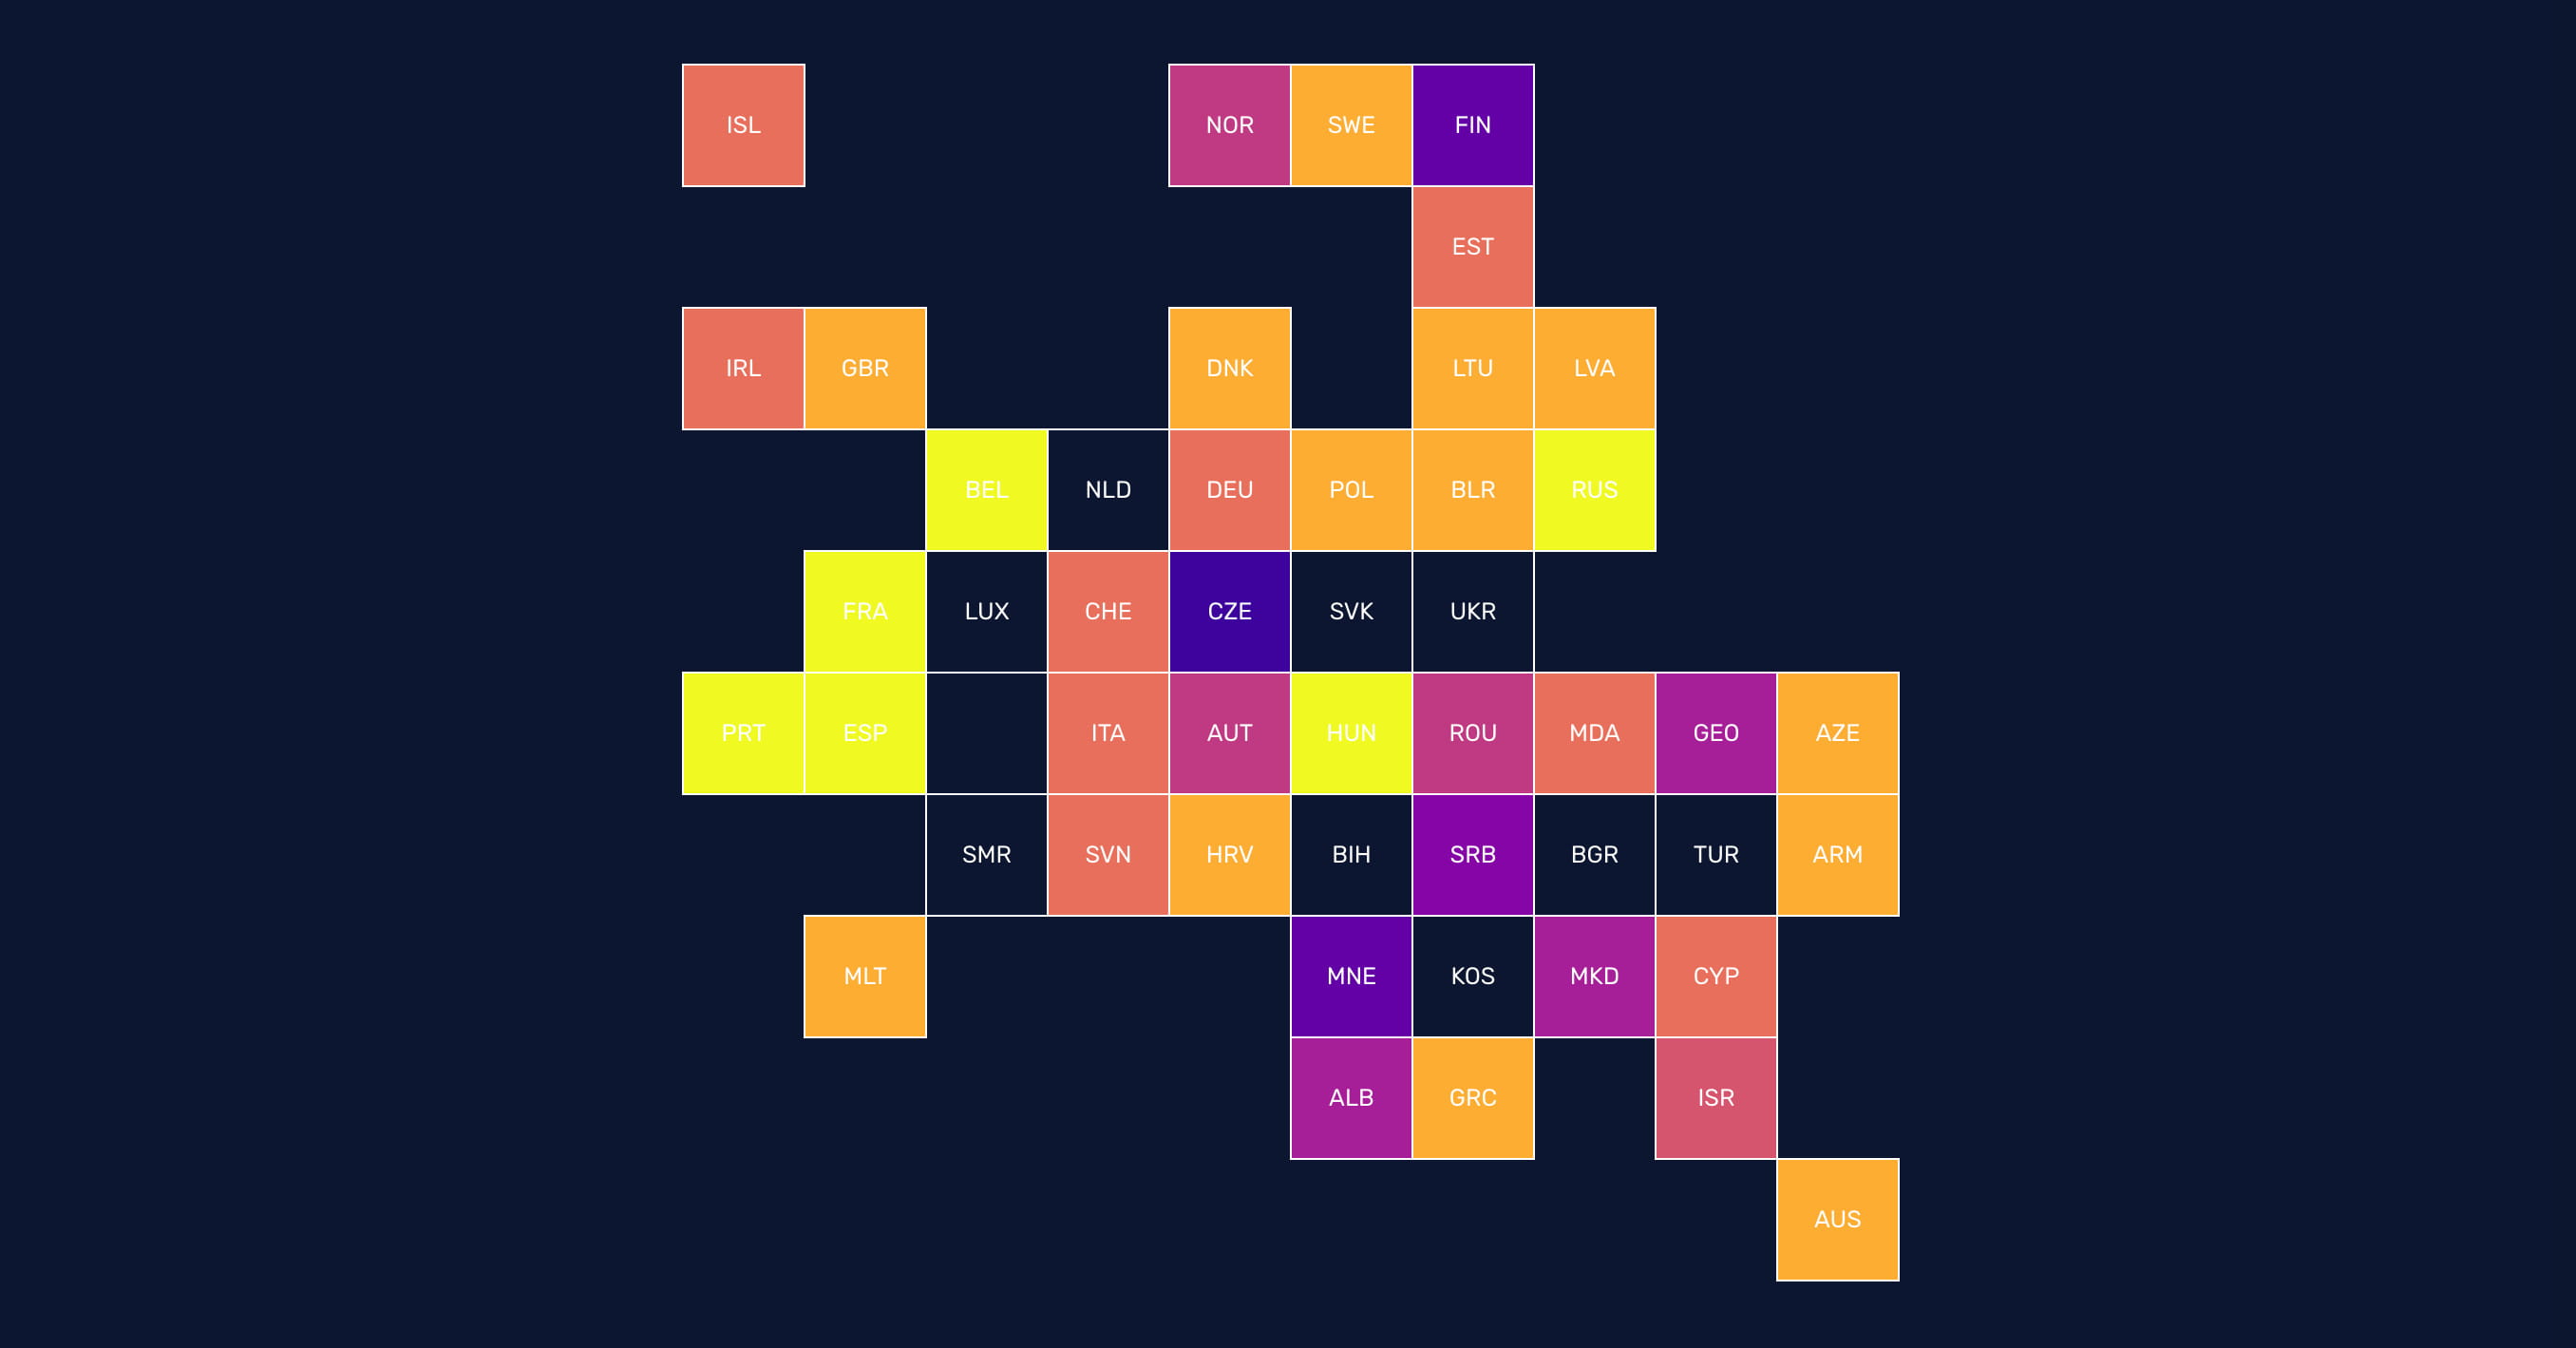 ISL NOR SWE FIN
EST
IRL GBR DNK LTU LVA
BEL NLD DEU POL BLR RUS
FRA LUX CHE CZE SVK UKR
PRT ESP ITA AUT HUN ROU MDA GEO AZE
SMR SVN HRV BIH SRB BGR TUR ARM
MLT MNE KOS MKD CYP
ALB GRC ISR
AUS